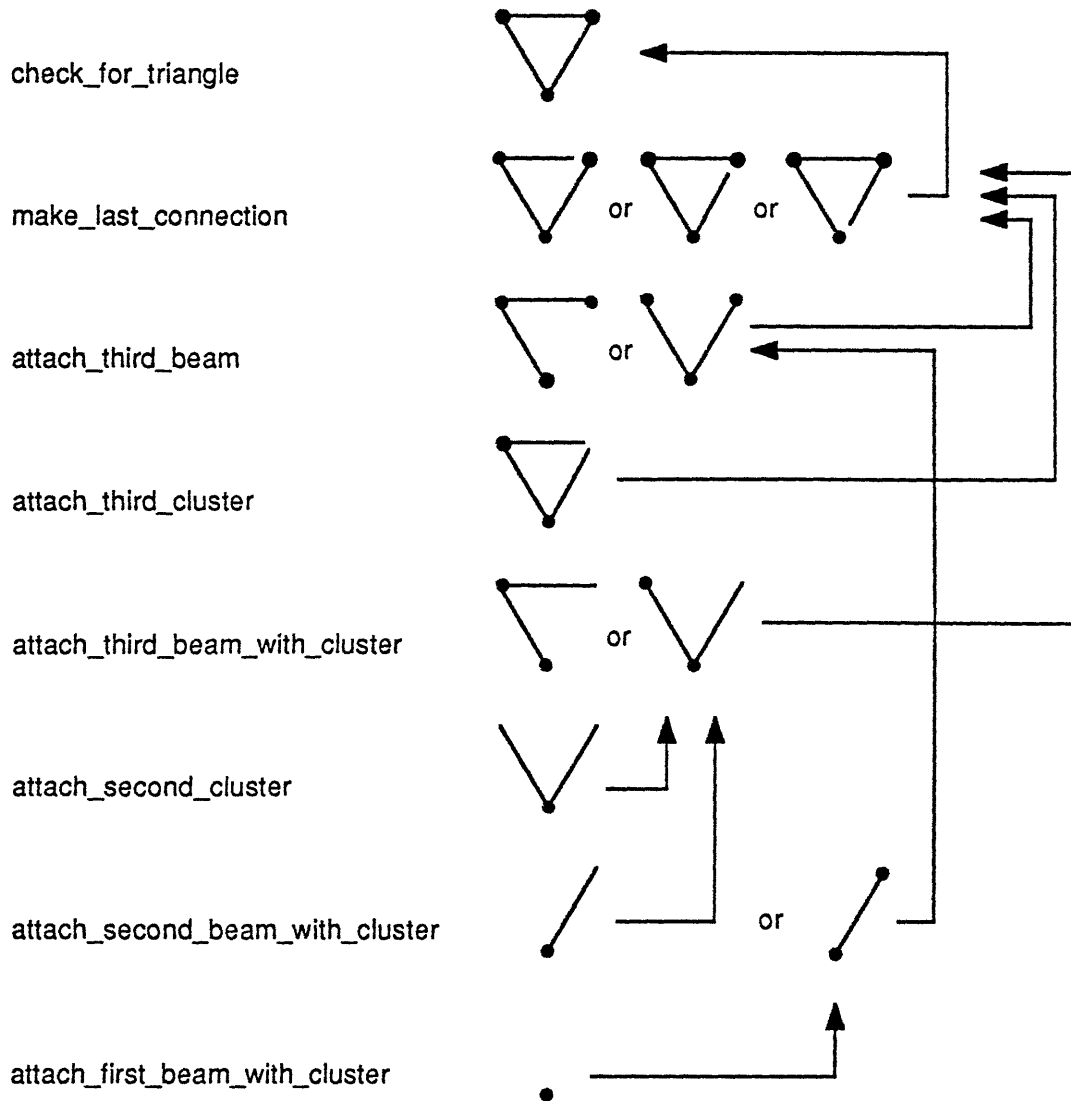 check_for_triangle
make_last_connection
or
or
attach_third_beam
or
attach_third_cluster
attach_third_beam_with_cluster
or
attach_second_cluster
attach_second_beam_with_cluster
or
attach_first_beam_with_cluster